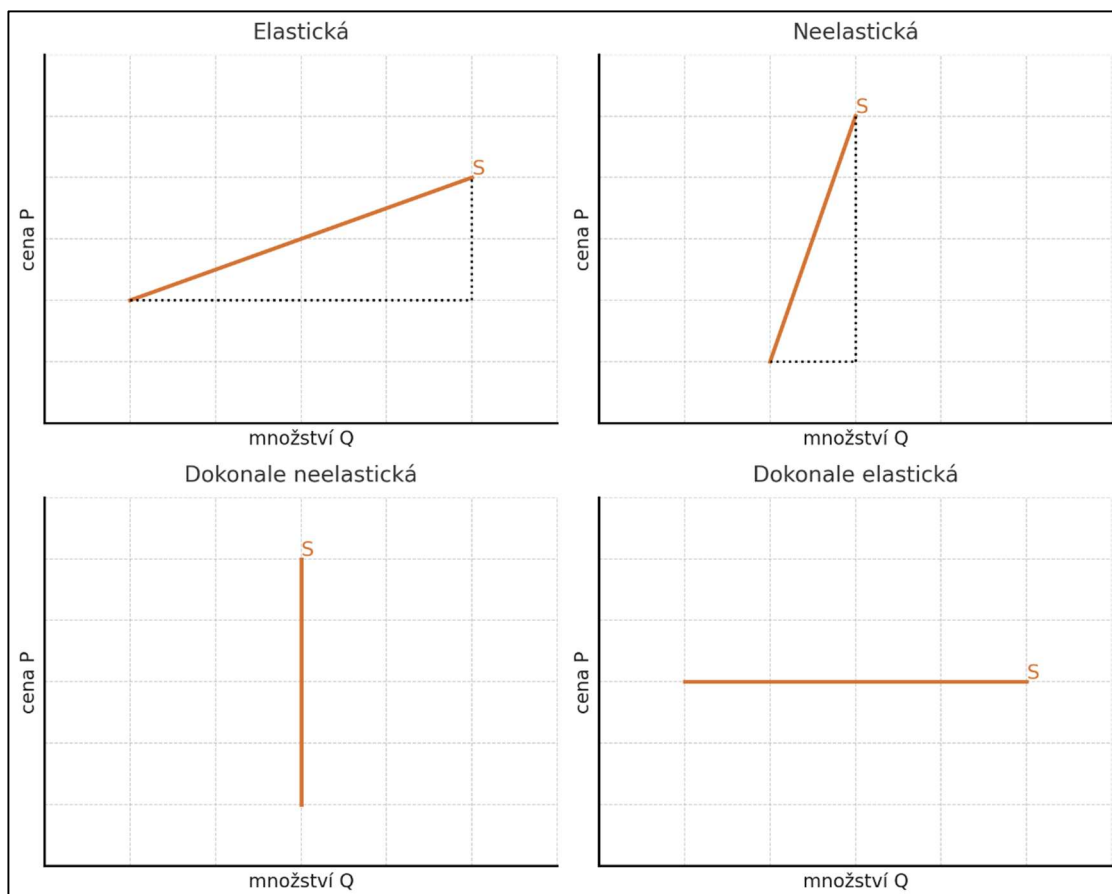 Elastická
S
cena P
množství Q
Neelastická
S
cena P
množství Q
Dokonale neelastická
S
cena P
množství Q
Dokonale elastická
S
cena P
množství Q